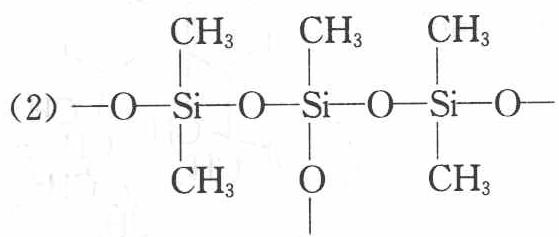 CH₃ CH₃ CH₃
(2) —O—Si—O—Si—O—Si—O—
CH₃ O CH₃